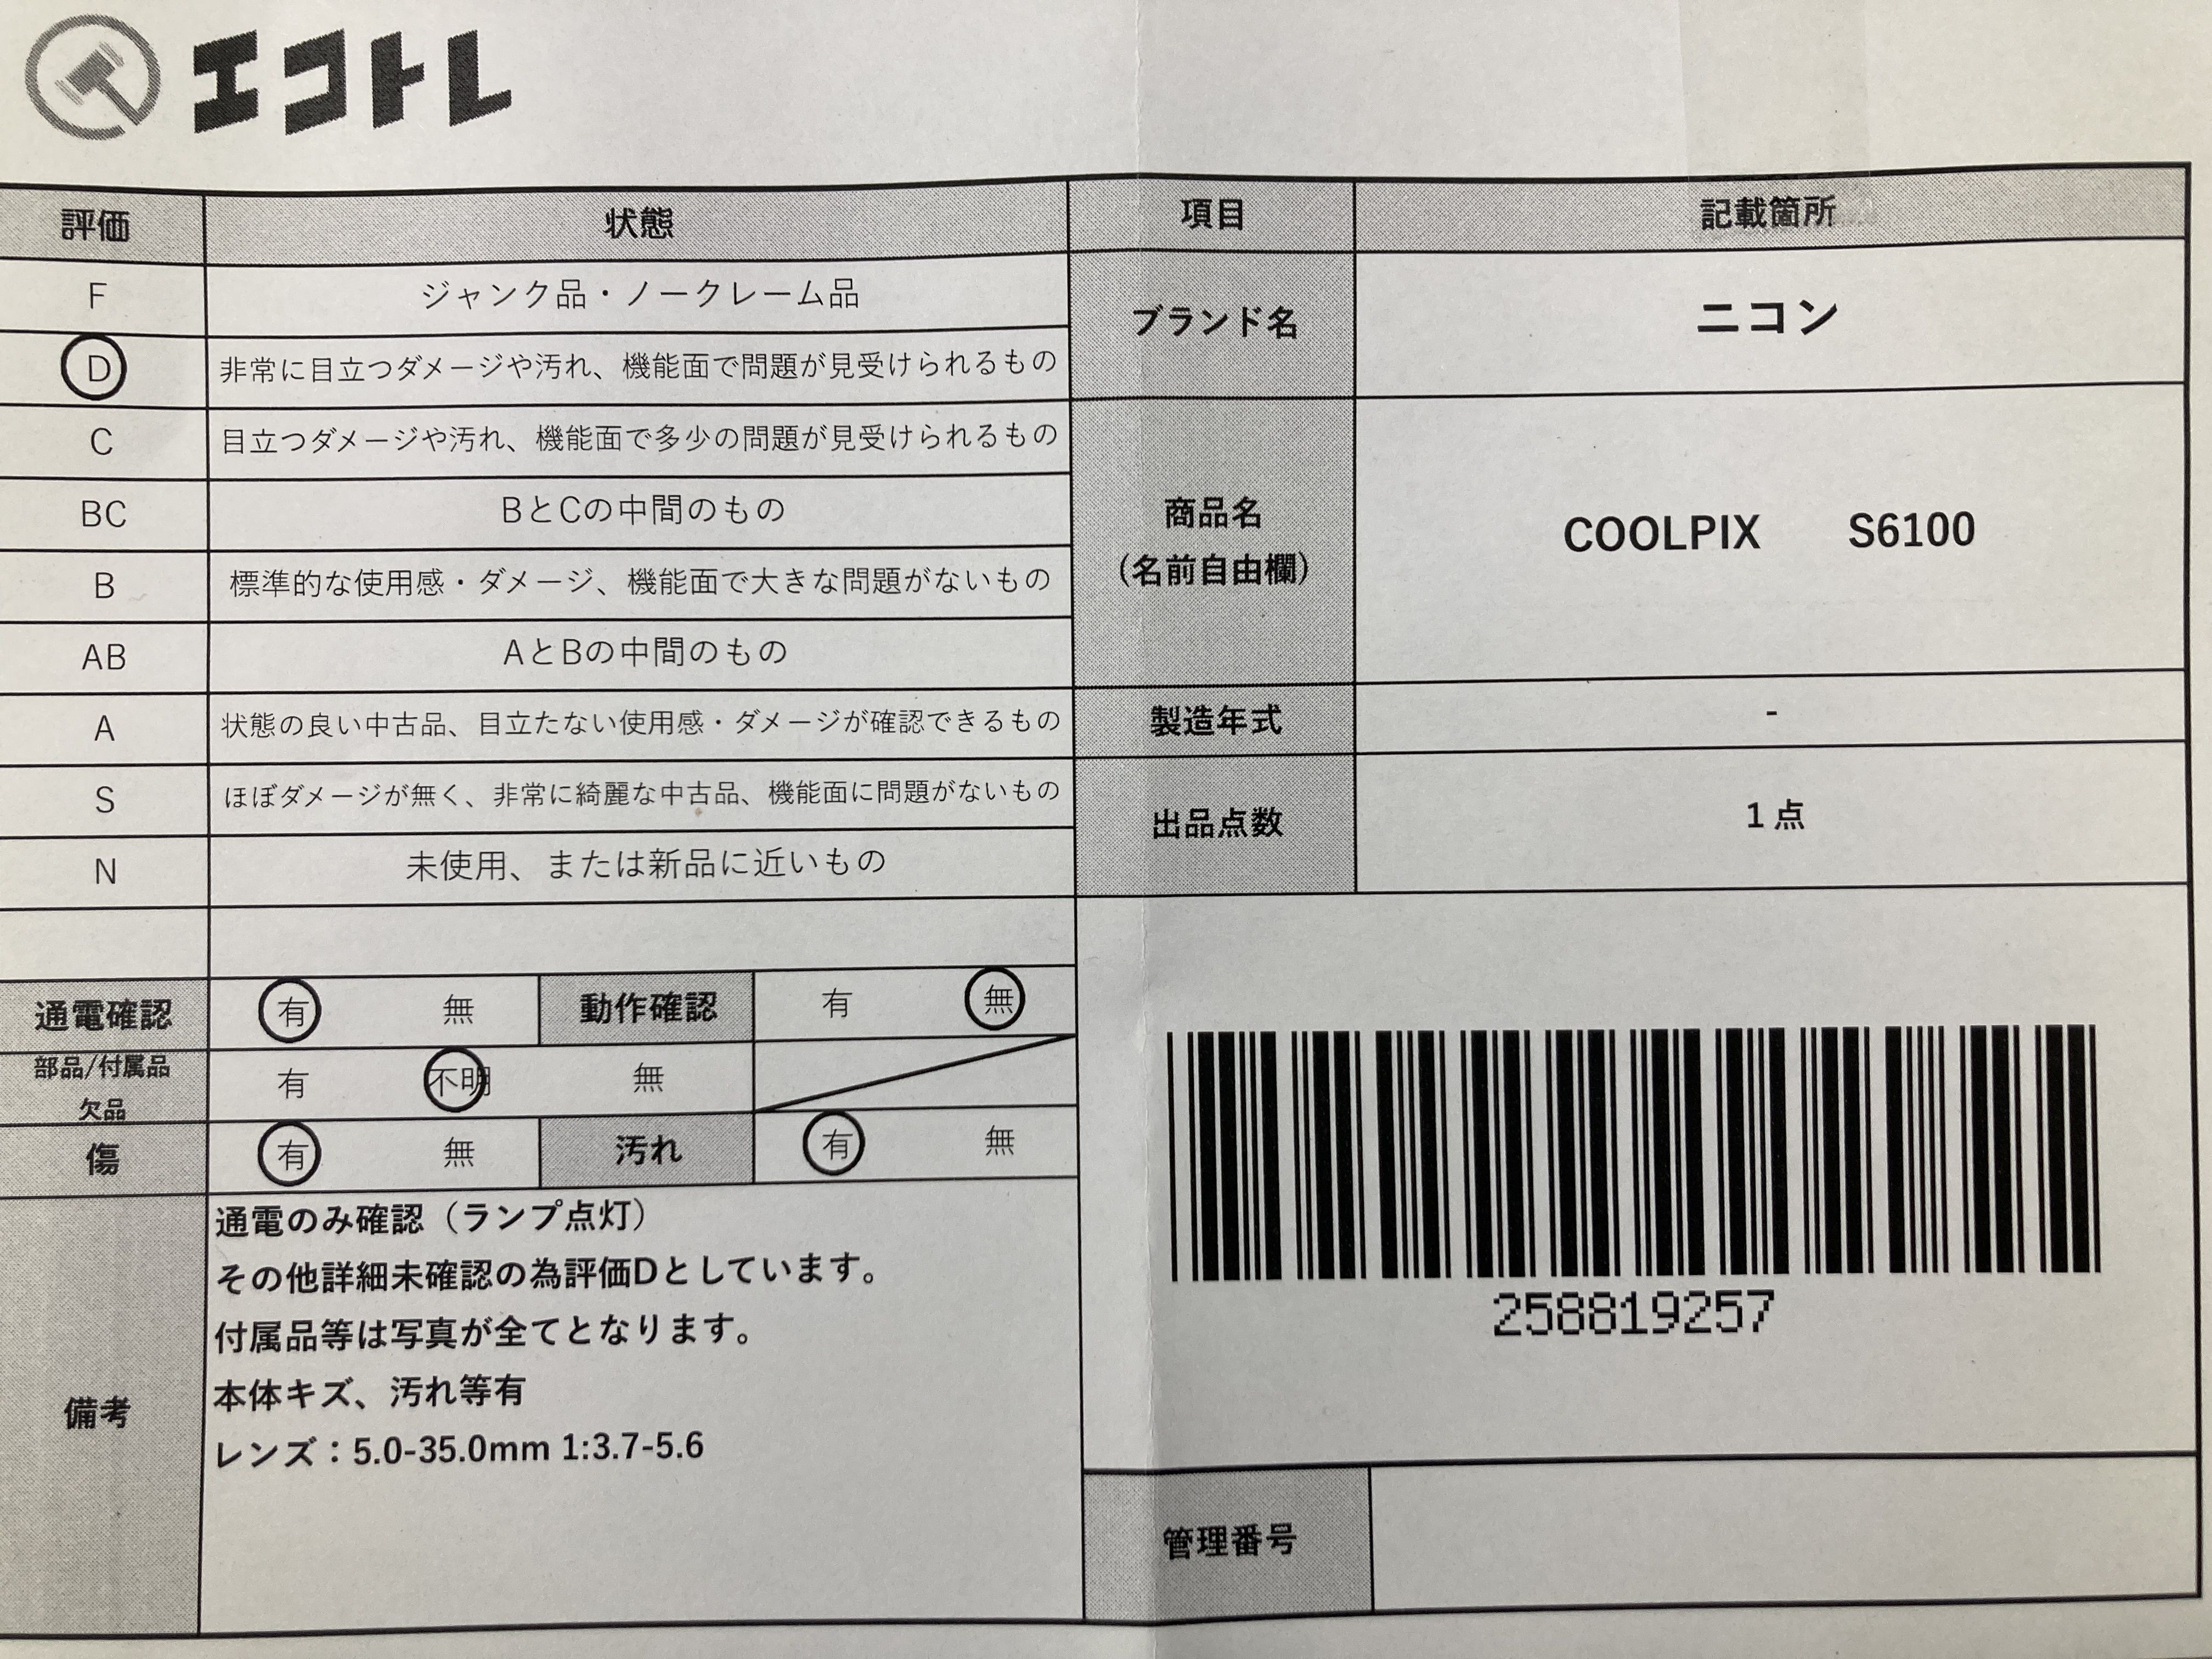 エコトレ
評価 状態 項目 記載箇所
F ジャンク品・ノークレーム品
ブランド名 ニコン
D 非常に目立つダメージや汚れ、機能面で問題が見受けられるもの
C 目立つダメージや汚れ、機能面で多少の問題が見受けられるもの
BC BとCの中間のもの
商品名
(名前自由欄)
COOLPIX S6100
B 標準的な使用感・ダメージ、機能面で大きな問題がないもの
AB AとBの中間のもの
A 状態の良い中古品、目立たない使用感・ダメージが確認できるもの
製造年式 -
S ほぼダメージが無く、非常に綺麗な中古品、機能面に問題がないもの
出品点数 1点
N 未使用、または新品に近いもの
通電確認 有 無 動作確認 有 無
部品/付属品
欠品
有 不明 無
傷 有 無 汚れ 有 無
備考
通電のみ確認（ランプ点灯）
その他詳細未確認の為評価Dとしています。
付属品等は写真が全てとなります。
本体キズ、汚れ等有
レンズ：5.0-35.0mm 1:3.7-5.6
258819257
管理番号